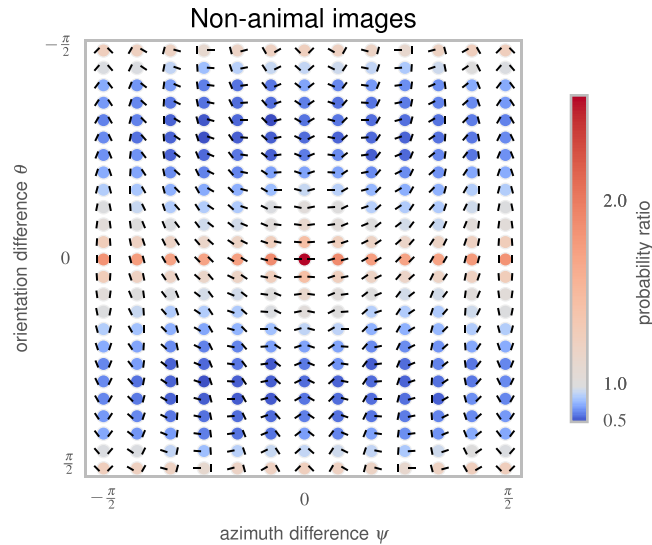 Non-animal images
−π/2
0
π/2
orientation difference θ
−π/2
0
π/2
azimuth difference ψ
2.0
1.0
0.5
probability ratio